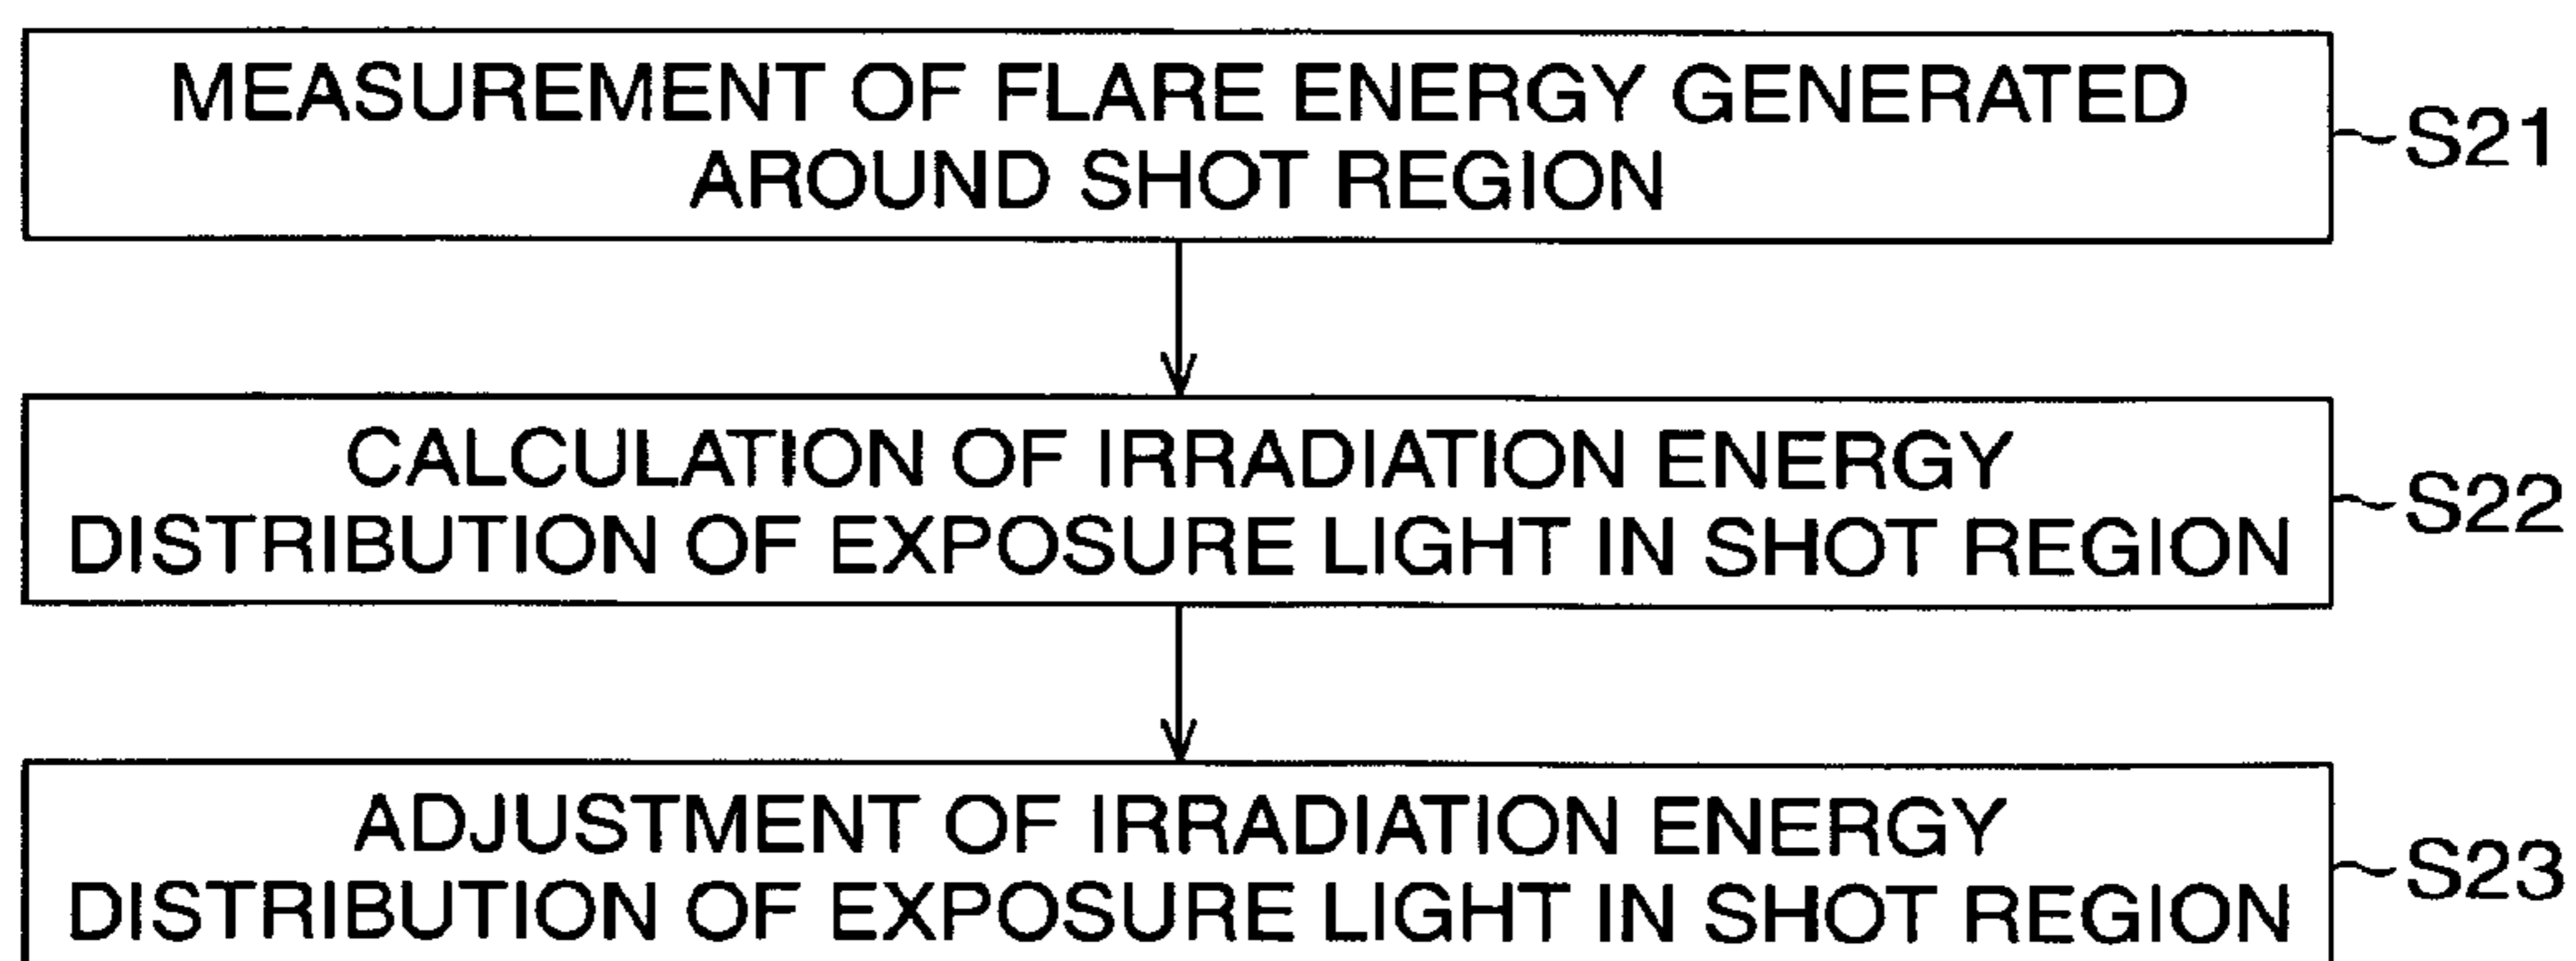 MEASUREMENT OF FLARE ENERGY GENERATED
AROUND SHOT REGION
S21
CALCULATION OF IRRADIATION ENERGY
DISTRIBUTION OF EXPOSURE LIGHT IN SHOT REGION
S22
ADJUSTMENT OF IRRADIATION ENERGY
DISTRIBUTION OF EXPOSURE LIGHT IN SHOT REGION
S23